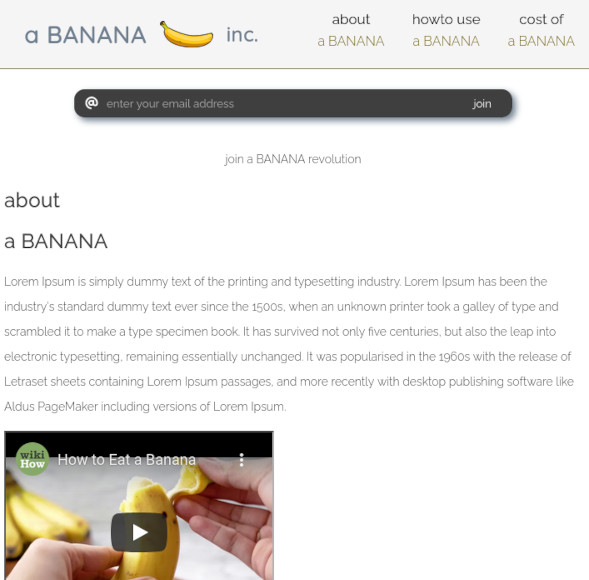 a BANANA inc.
about howto use cost of
a BANANA a BANANA a BANANA
@ enter your email address join
join a BANANA revolution
about
a BANANA
Lorem Ipsum is simply dummy text of the printing and typesetting industry. Lorem Ipsum has been the
industry's standard dummy text ever since the 1500s, when an unknown printer took a galley of type and
scrambled it to make a type specimen book. It has survived not only five centuries, but also the leap into
electronic typesetting, remaining essentially unchanged. It was popularised in the 1960s with the release of
Letraset sheets containing Lorem Ipsum passages, and more recently with desktop publishing software like
Aldus PageMaker including versions of Lorem Ipsum.
wiki
How
How to Eat a Banana